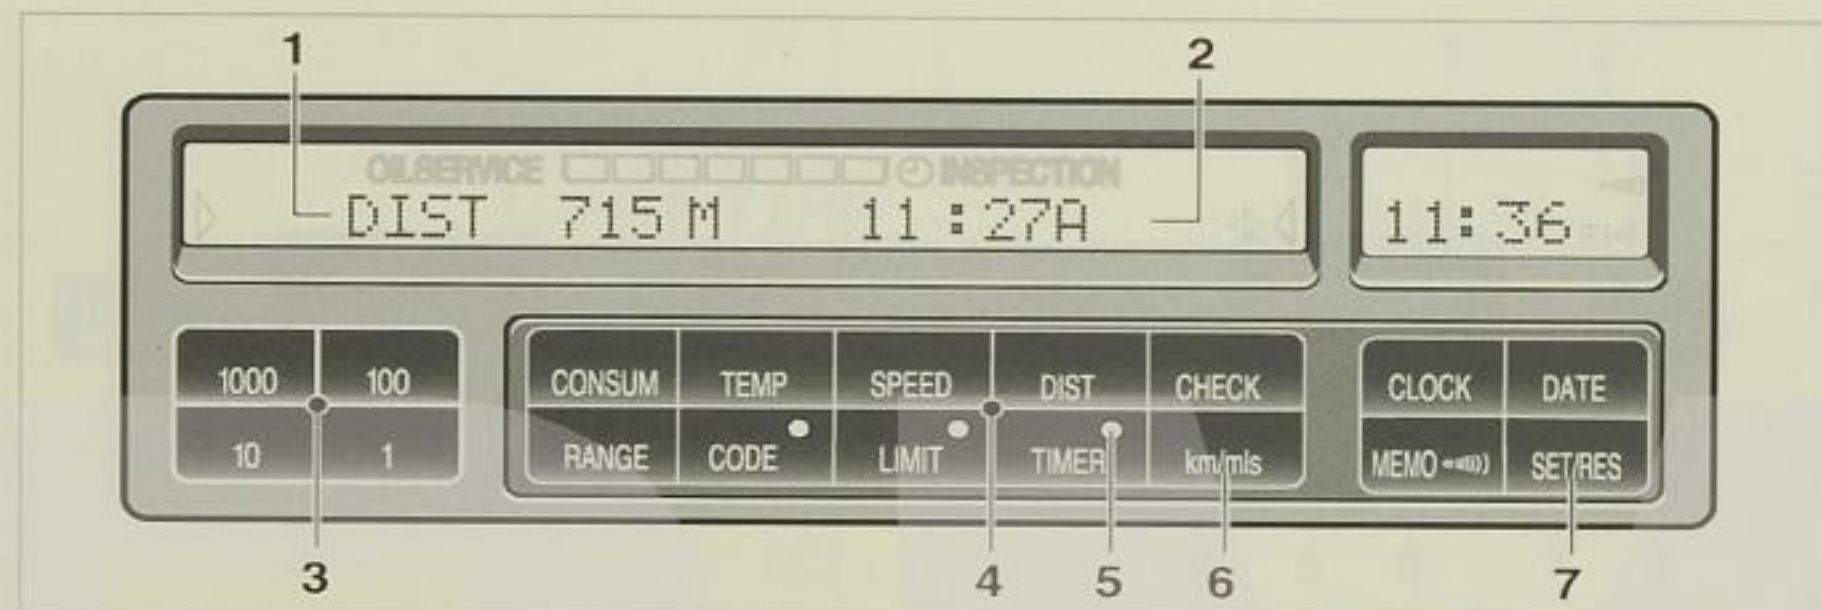 1 2
OILSERVICE INSPECTION
DIST 715 M 11:27A 11:36
1000 100 CONSUM TEMP SPEED DIST CHECK CLOCK DATE
10 1 RANGE CODE LIMIT TIMER km/mls MEMO SET/RES
3 4 5 6 7